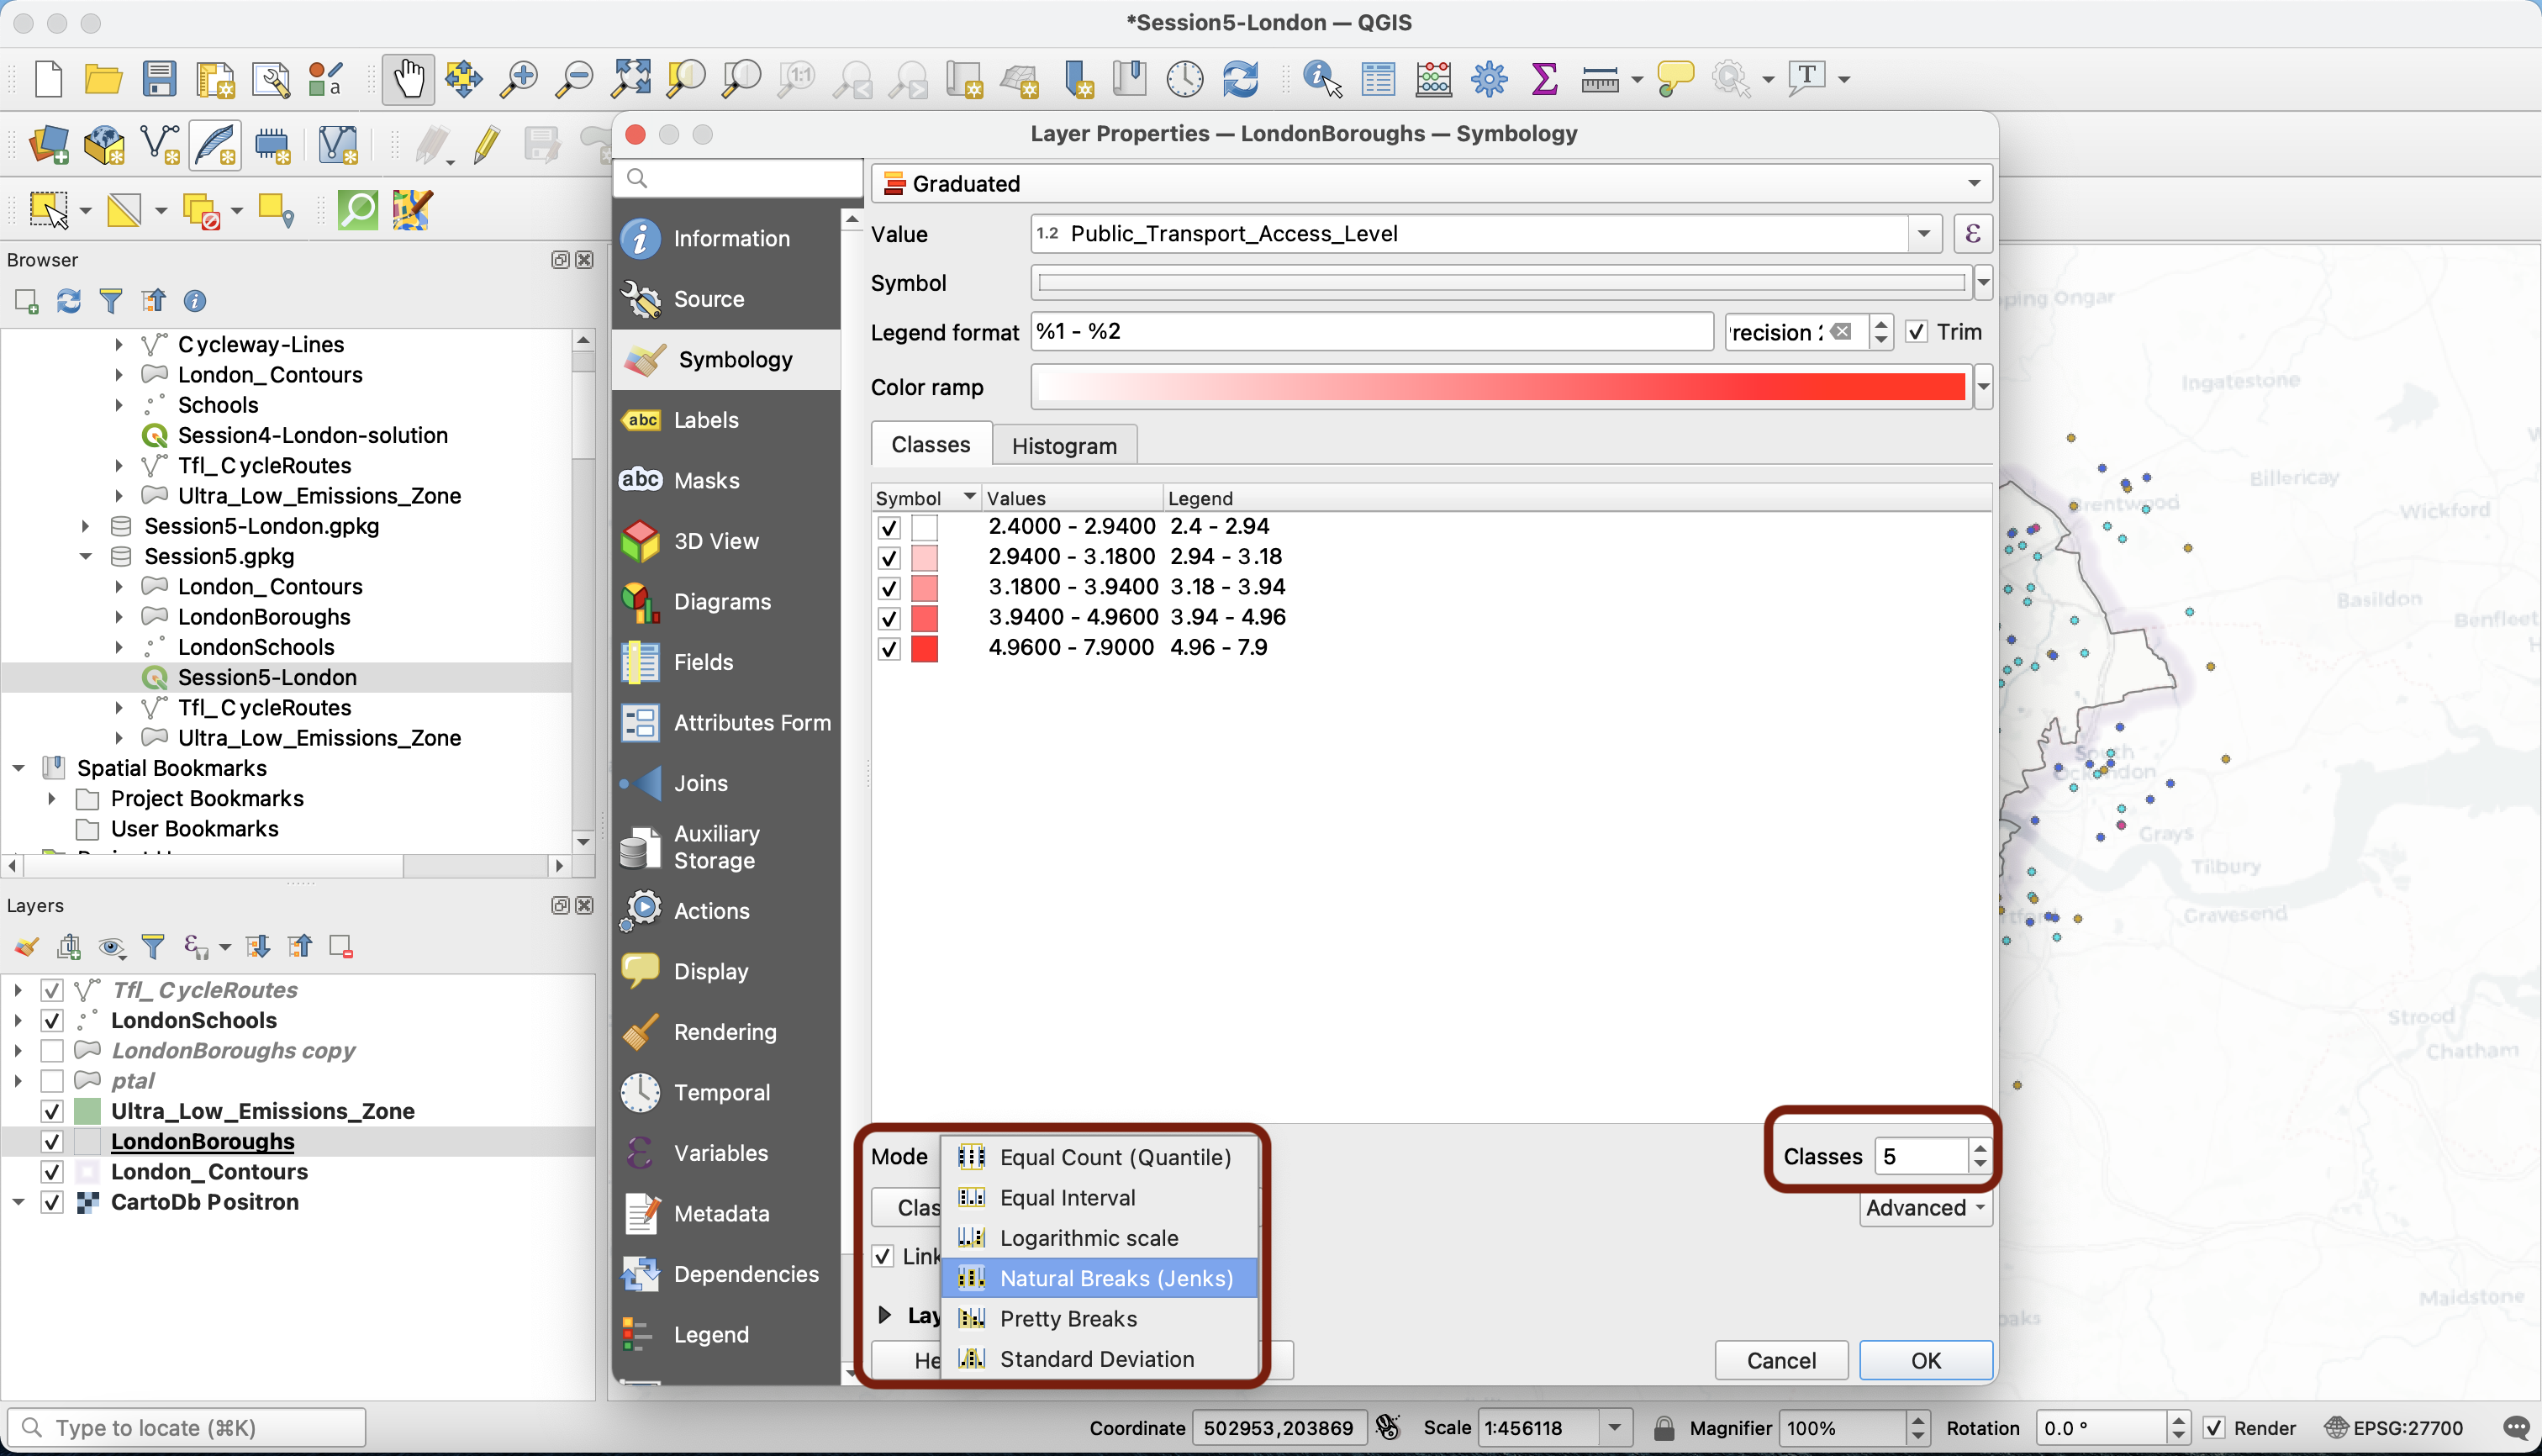 *Session5-London — QGIS
Layer Properties — LondonBoroughs — Symbology
Browser
Cycleway-Lines
London_Contours
Schools
Session4-London-solution
Tfl_CycleRoutes
Ultra_Low_Emissions_Zone
Session5-London.gpkg
Session5.gpkg
London_Contours
LondonBoroughs
LondonSchools
Session5-London
Tfl_CycleRoutes
Ultra_Low_Emissions_Zone
Spatial Bookmarks
Project Bookmarks
User Bookmarks
Layers
Tfl_CycleRoutes
LondonSchools
LondonBoroughs copy
ptal
Ultra_Low_Emissions_Zone
LondonBoroughs
London_Contours
CartoDb Positron
Information
Source
Symbology
abc Labels
abc Masks
3D View
Diagrams
Fields
Attributes Form
Joins
Auxiliary
Storage
Actions
Display
Rendering
Temporal
Variables
Metadata
Dependencies
Legend
Graduated
Value 1.2 Public_Transport_Access_Level ε
Symbol
Legend format %1 - %2 recision Trim
Color ramp
Classes Histogram
Symbol Values Legend
2.4000 - 2.9400 2.4 - 2.94
2.9400 - 3.1800 2.94 - 3.18
3.1800 - 3.9400 3.18 - 3.94
3.9400 - 4.9600 3.94 - 4.96
4.9600 - 7.9000 4.96 - 7.9
Mode Equal Count (Quantile)
Equal Interval
Logarithmic scale
Natural Breaks (Jenks)
Pretty Breaks
Standard Deviation
Clas
Link
Lay
He
Classes 5
Advanced
Cancel OK
ping Ongar
Ingatestone
Billericay
Brentwood
Wickford
Basildon
Benfleet
South
Ockendon
Grays
Tilbury
Gravesend
Strood
Chatham
Maidstone
oaks
Type to locate (⌘K)
Coordinate 502953,203869 Scale 1:456118 Magnifier 100% Rotation 0.0 ° Render EPSG:27700